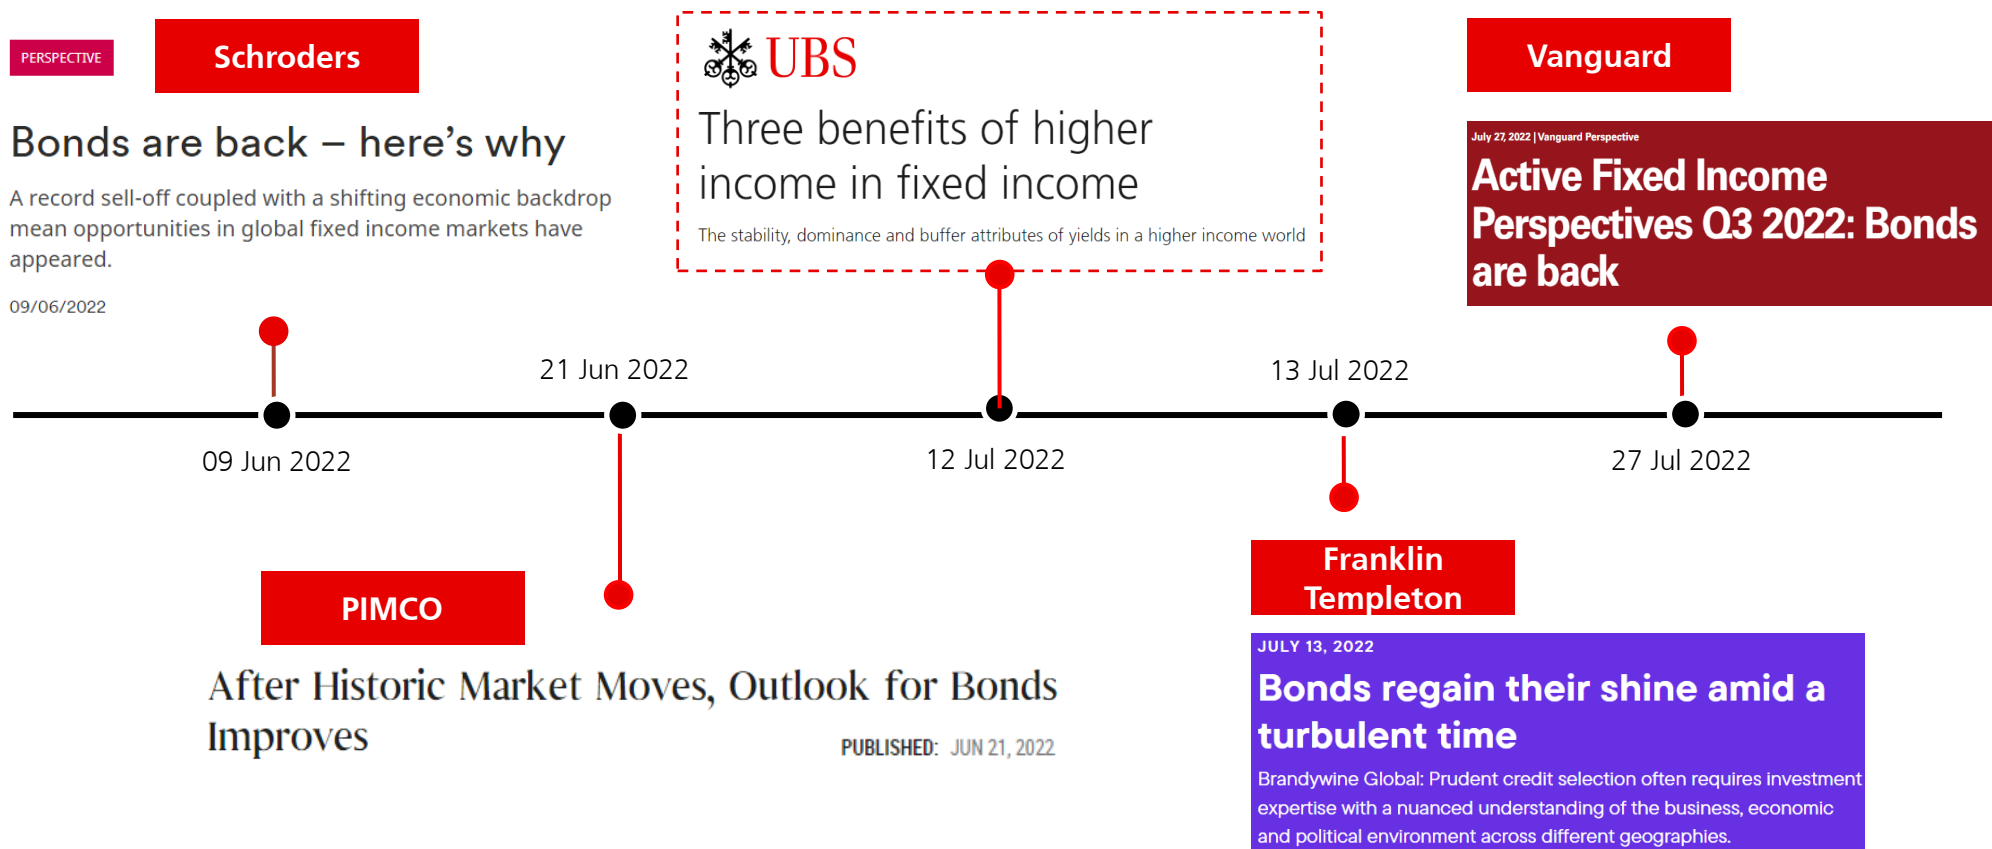 PERSPECTIVE
Schroders
Bonds are back – here's why
A record sell-off coupled with a shifting economic backdrop
mean opportunities in global fixed income markets have
appeared.
09/06/2022
UBS
Three benefits of higher
income in fixed income
The stability, dominance and buffer attributes of yields in a higher income world
Vanguard
July 27, 2022 | Vanguard Perspective
Active Fixed Income
Perspectives Q3 2022: Bonds
are back
21 Jun 2022
13 Jul 2022
09 Jun 2022
12 Jul 2022
27 Jul 2022
PIMCO
After Historic Market Moves, Outlook for Bonds
Improves
PUBLISHED: JUN 21, 2022
Franklin
Templeton
JULY 13, 2022
Bonds regain their shine amid a
turbulent time
Brandywine Global: Prudent credit selection often requires investment
expertise with a nuanced understanding of the business, economic
and political environment across different geographies.